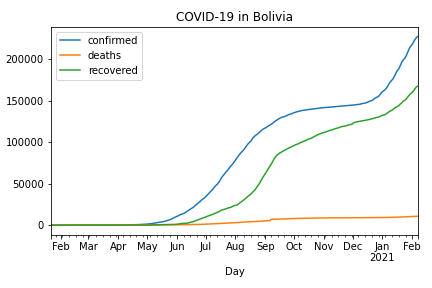 COVID-19 in Bolivia
confirmed
deaths
recovered
200000
150000
100000
50000
0
Feb Mar Apr May Jun Jul Aug Sep Oct Nov Dec Jan Feb
2021
Day